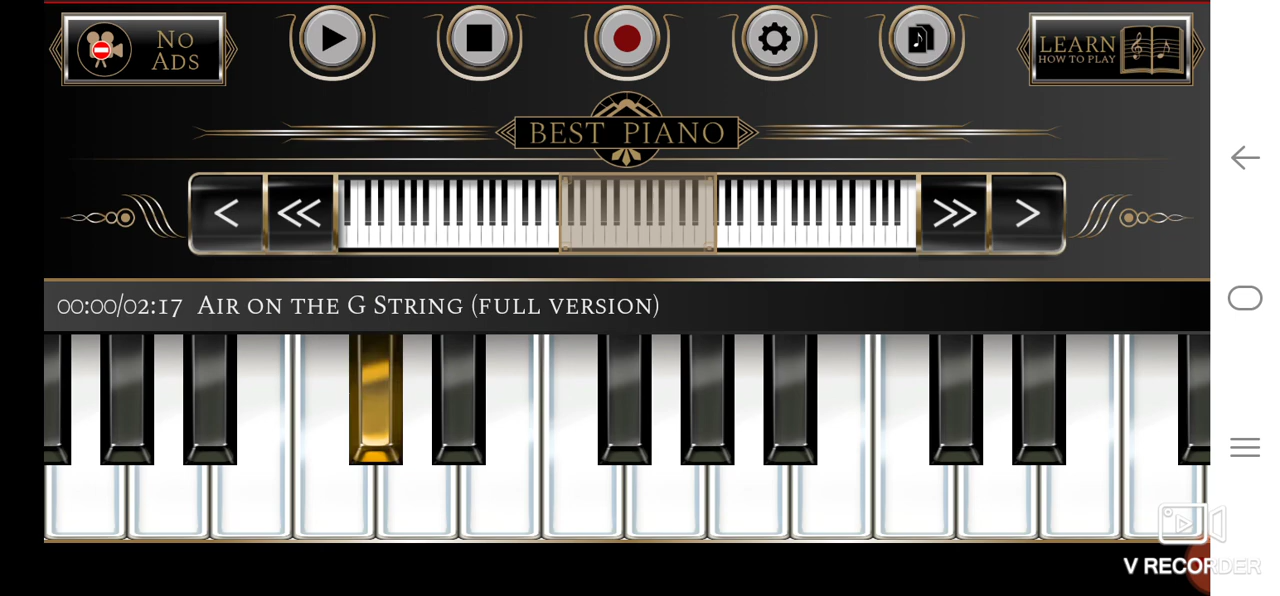 No
Ads
LEARN
HOW TO PLAY
BEST PIANO
00:00/02:17 Air on the G String (full version)
V RECORDER